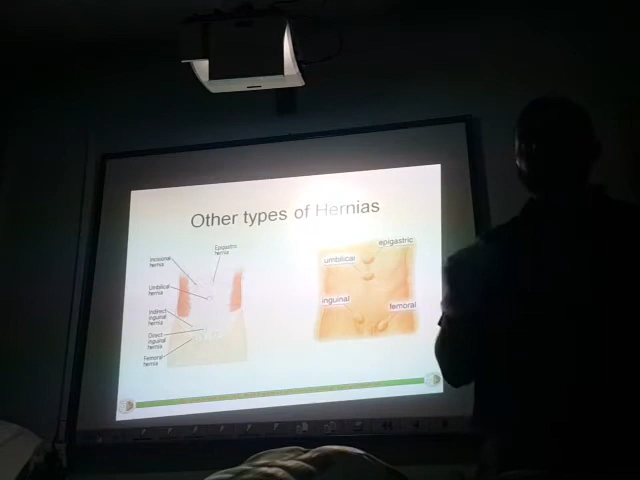 Other types of Hernias
Incisional
hernia
Epigastric
hernia
Umbilical
hernia
Indirect
inguinal
hernia
Direct
inguinal
hernia
Femoral
hernia
epigastric
umbilical
inguinal
femoral